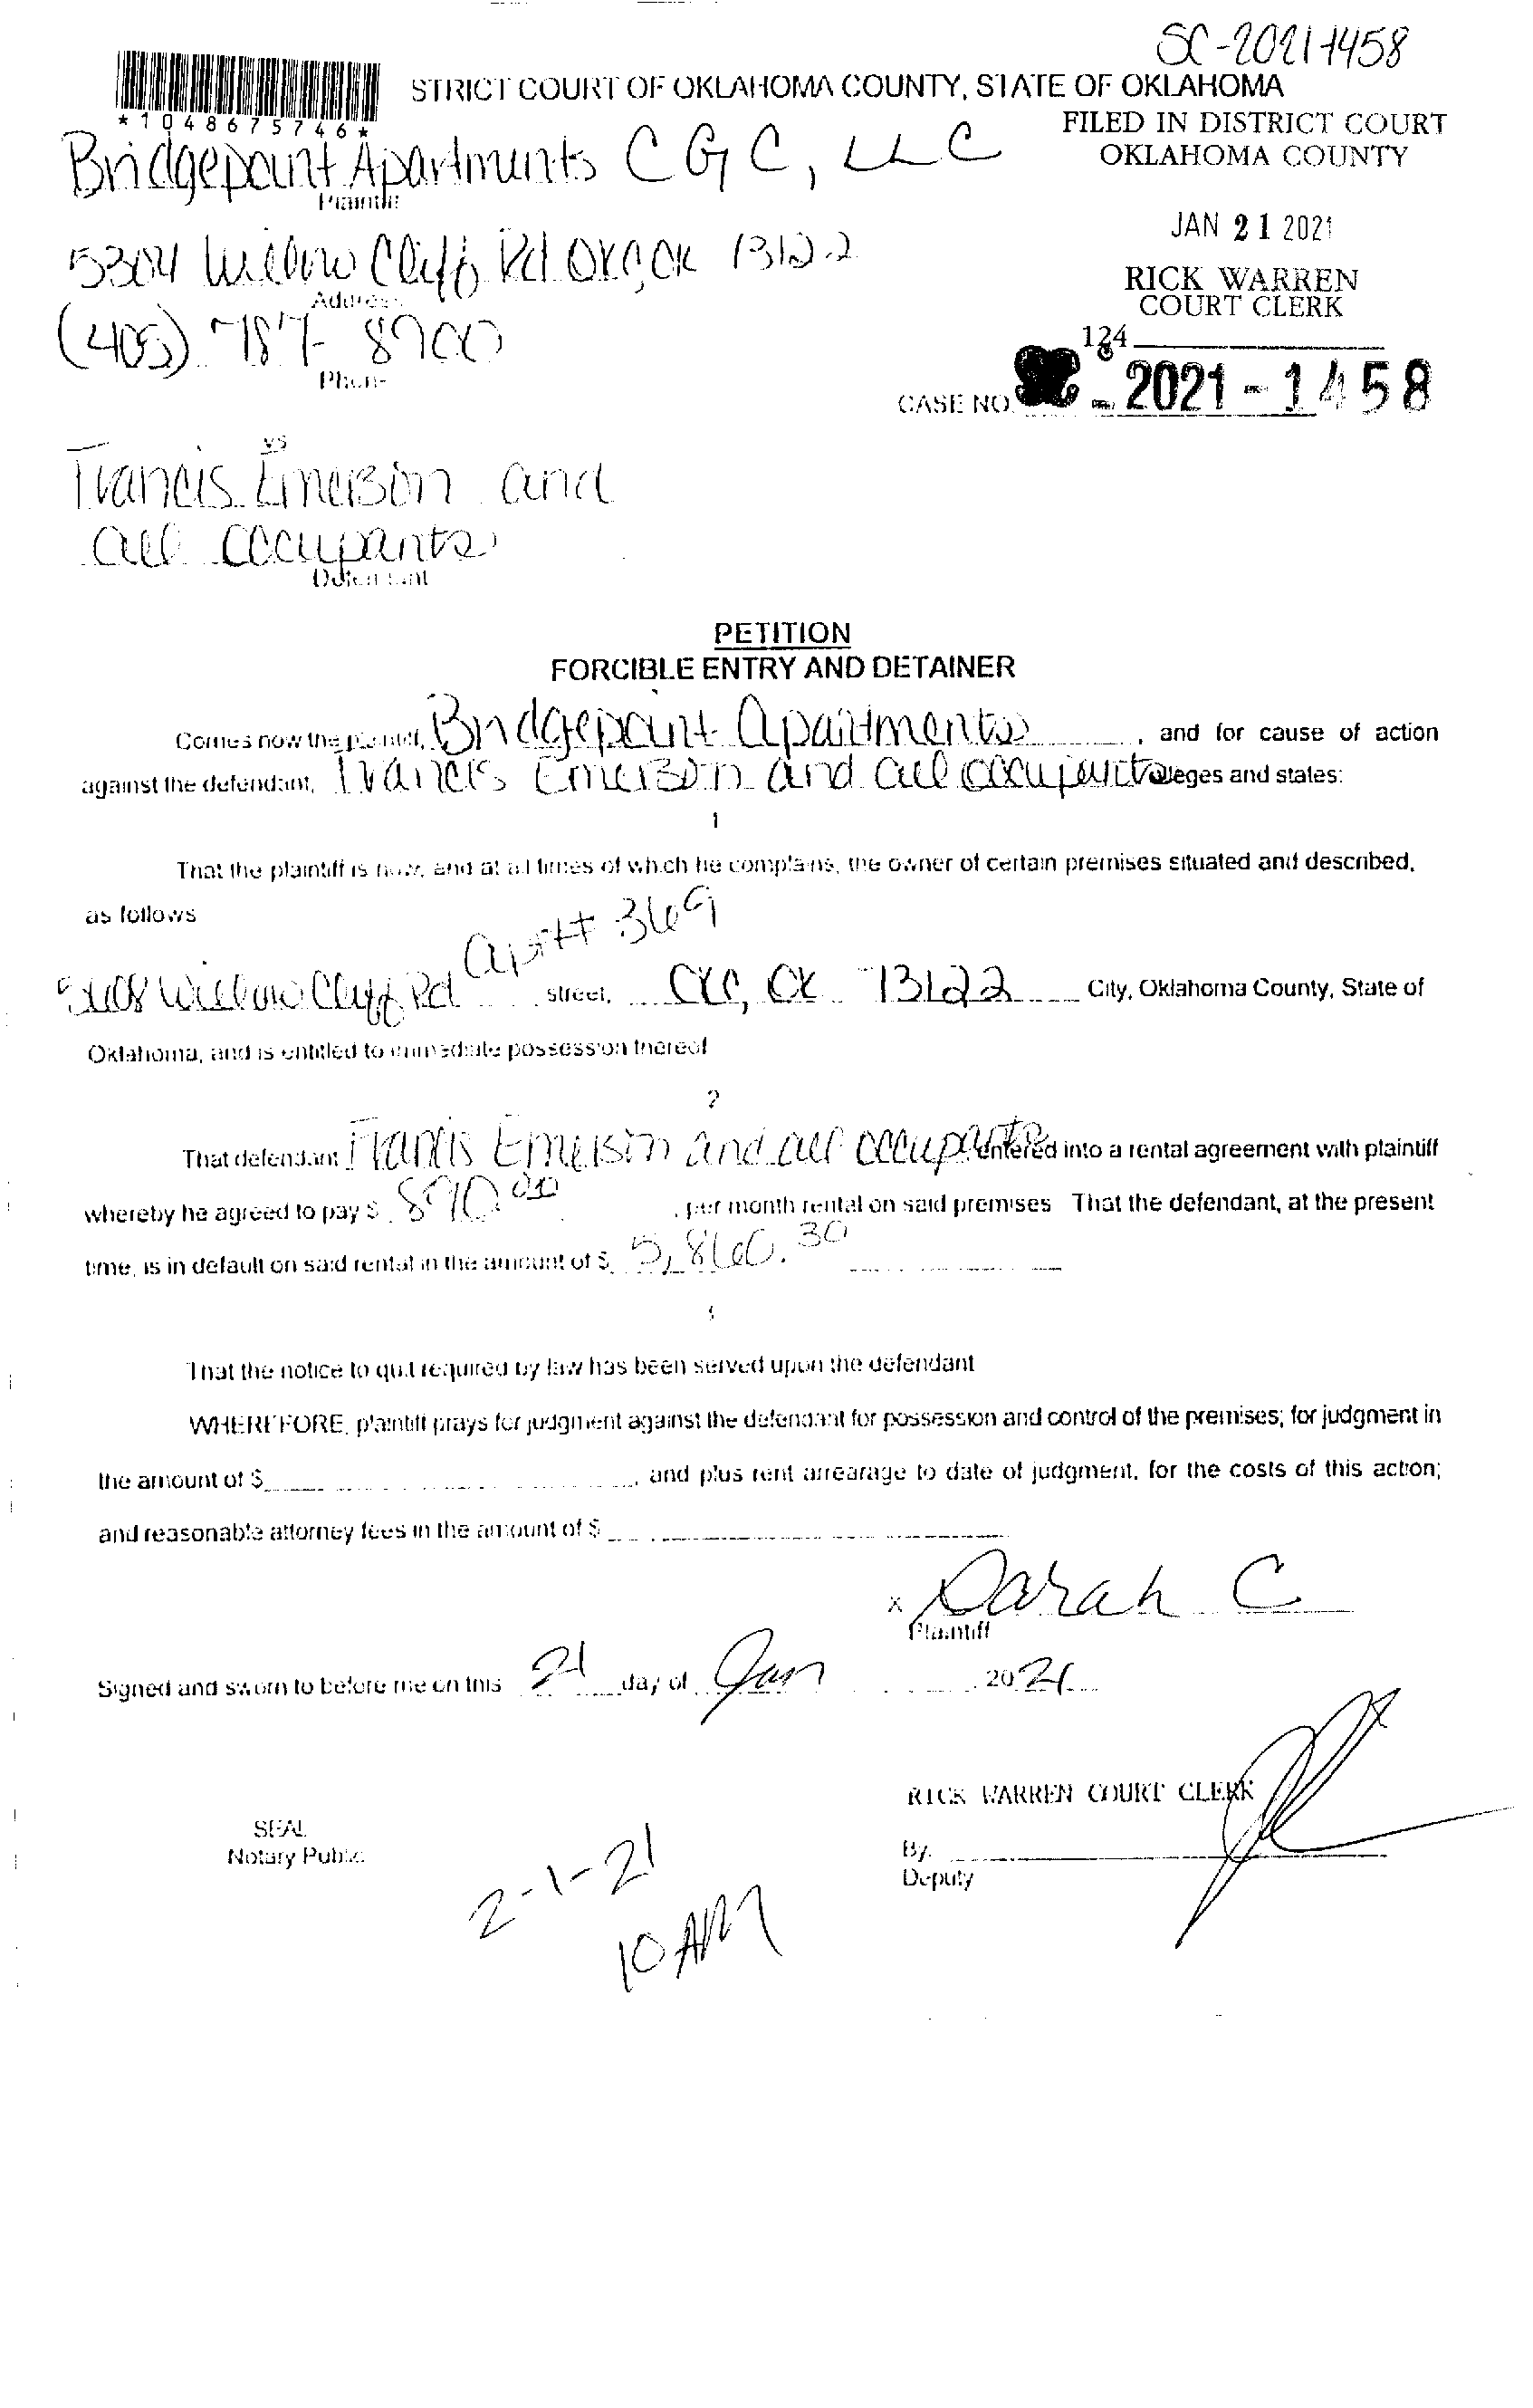 SC-2021-1458
STRICT COURT OF OKLAHOMA COUNTY, STATE OF OKLAHOMA
*1048675746*
FILED IN DISTRICT COURT
OKLAHOMA COUNTY
Bridgepoint Apartments CGC, LLC
Plaintiff
JAN 21 2021
5304 Willow Cliff Rd OKC, OK 73122
Address
RICK WARREN
COURT CLERK
(405) 787-8900
Phone
124
CASE NO. 2021-1458
vs
Francis Emerson and
all occupants
Defendant
PETITION
FORCIBLE ENTRY AND DETAINER
Comes now the plaintiff, Bridgepoint Apartments, and for cause of action
against the defendant, Francis Emerson and all occupants alleges and states:
1
That the plaintiff is now, and at all times of which he complains, the owner of certain premises situated and described,
as follows
apt# 369
Willow Cliff Rd street, OKC, OK 73122 City, Oklahoma County, State of
Oklahoma, and is entitled to immediate possession thereof
2
That defendant Francis Emerson and all occupants entered into a rental agreement with plaintiff
whereby he agreed to pay $ 890.00, per month rental on said premises That the defendant, at the present
time, is in default on said rental in the amount of $ 5,860.30
That the notice to quit required by law has been served upon the defendant
WHEREFORE, plaintiff prays for judgment against the defendant for possession and control of the premises; for judgment in
the amount of $ , and plus rent arrearage to date of judgment, for the costs of this action;
and reasonable attorney fees in the amount of $
x Sarah C
Plaintiff
Signed and sworn to before me on this 21 day of Jan 2021
RICK WARREN COURT CLERK
SEAL
Notary Public
By.
Deputy
2-1-21
10 AM